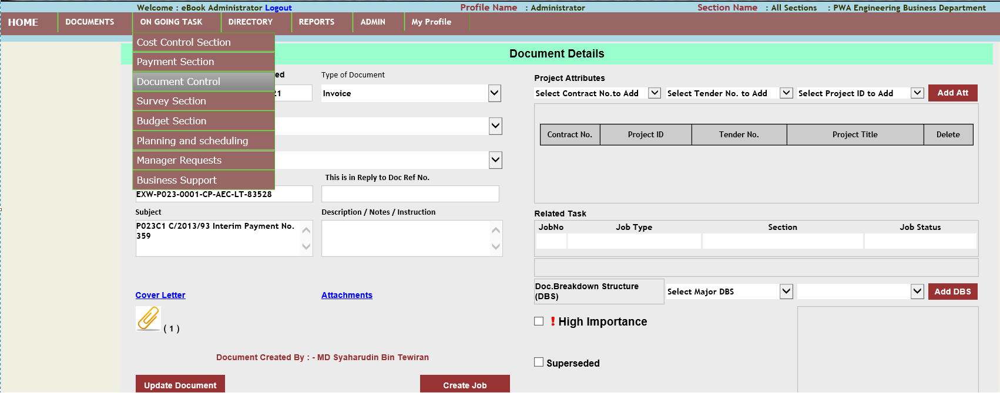 Welcome : eBook Administrator Logout Profile Name : Administrator Section Name : All Sections : PWA Engineering Business Department
HOME DOCUMENTS ON GOING TASK DIRECTORY REPORTS ADMIN My Profile
Cost Control Section
Payment Section
Document Control
Survey Section
Budget Section
Planning and scheduling
Manager Requests
Business Support
Document Details
ed Type of Document
21 Invoice
This is in Reply to Doc Ref No.
EXW-P023-0001-CP-AEC-LT-83528
Subject Description / Notes / Instruction
P023C1 C/2013/93 Interim Payment No.
359
Cover Letter Attachments
( 1 )
Document Created By : - MD Syaharudin Bin Tewiran
Update Document Create Job
Project Attributes
Select Contract No.to Add Select Tender No. to Add Select Project ID to Add Add Att
Contract No. Project ID Tender No. Project Title Delete
Related Task
JobNo Job Type Section Job Status
Doc.Breakdown Structure
(DBS)
Select Major DBS Add DBS
! High Importance
Superseded